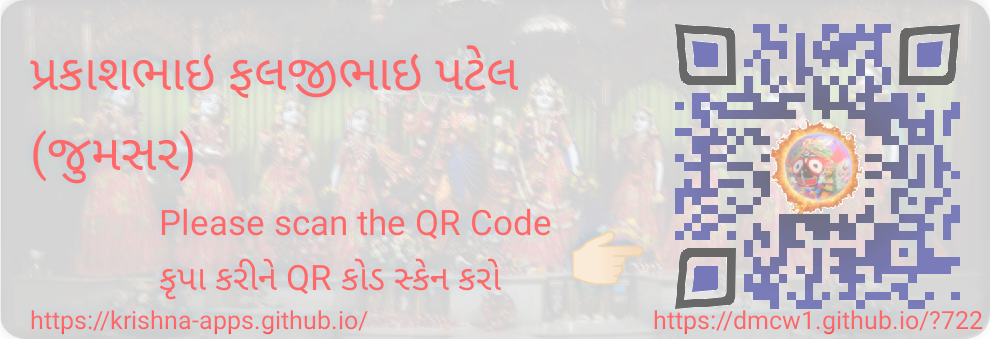 પ્રકાશભાઇ ફલજીભાઇ પટેલ
(જુમસર)
Please scan the QR Code
કૃપા કરીને QR કોડ સ્કેન કરો
https://krishna-apps.github.io/
https://dmcw1.github.io/?722